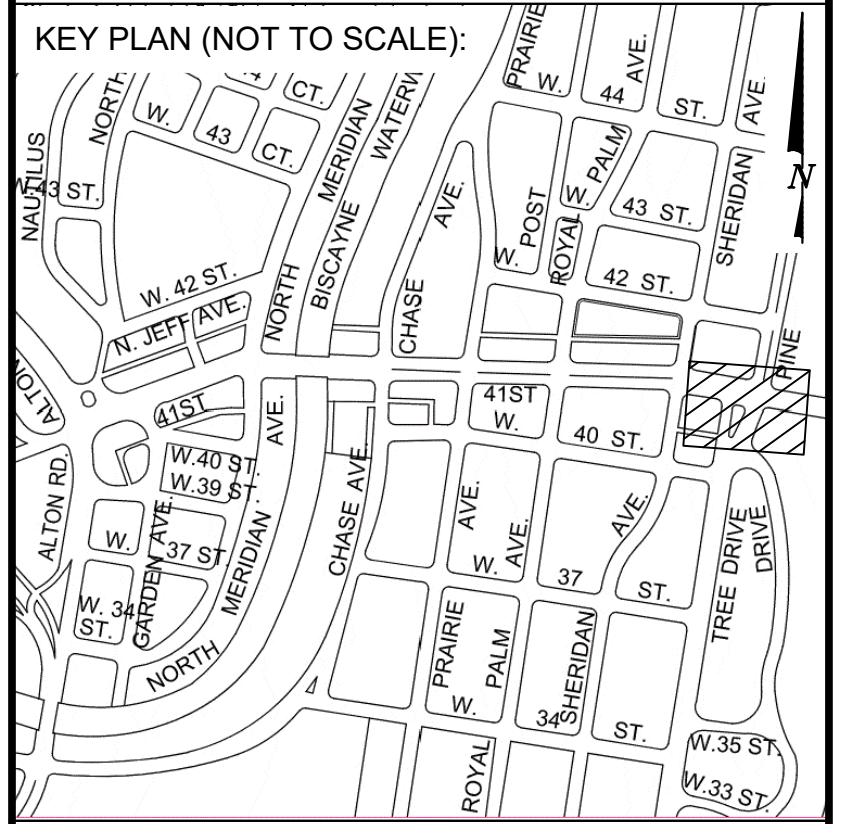 KEY PLAN (NOT TO SCALE):
PRAIRIE
W. 44 ST.
AVE.
AVE.
CT.
W. 43 CT.
NORTH
NORTH MERIDIAN AVE.
BISCAYNE WATERW
NAUTILUS
W.43 ST.
N
PALM
SHERIDAN
AVE.
CHASE
POST
ROYAL
W. 43 ST.
W. 42 ST.
W. 42 ST.
N. JEFF AVE.
PINE
ALTON
41ST
41ST
W. 40 ST.
W.40 ST.
W.39 ST.
ALTON RD.
GARDEN AVE.
CHASE AVE.
AVE.
AVE.
AVE.
TREE DRIVE
DRIVE
W. 37 ST.
W. 37 ST.
MERIDIAN
NORTH
W. 34
ST.
PRAIRIE
PALM
SHERIDAN
W. 34 ST.
ROYAL
W.35 ST.
W.33 ST.